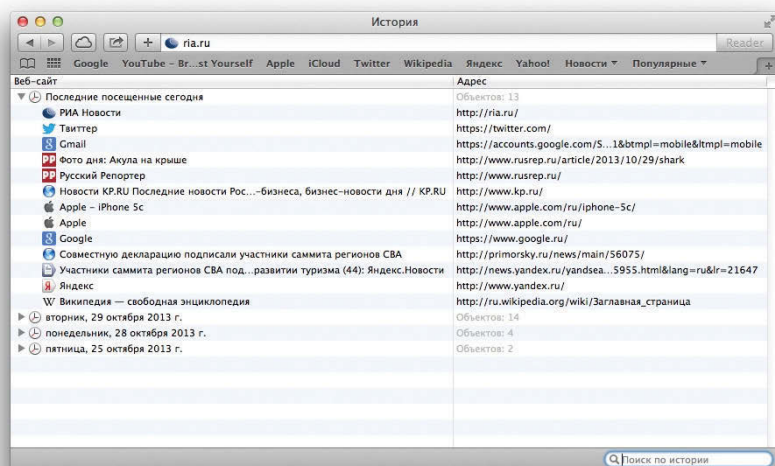 История
ria.ru Reader
Google YouTube – Br...st Yourself Apple iCloud Twitter Wikipedia Яндекс Yahoo! Новости Популярные
Веб-сайт Адрес
Последние посещенные сегодня Объектов: 13
РИА Новости http://ria.ru/
Твиттер https://twitter.com/
8 Gmail https://accounts.google.com/S...1&btmpl=mobile&ltmpl=mobile
РР Фото дня: Акула на крыше http://www.rusrep.ru/article/2013/10/29/shark
РР Русский Репортер http://www.rusrep.ru/
Новости KP.RU Последние новости Рос...-бизнеса, бизнес-новости дня // KP.RU http://www.kp.ru/
Apple – iPhone 5c http://www.apple.com/ru/iphone-5c/
Apple http://www.apple.com/ru/
8 Google https://www.google.ru/
Совместную декларацию подписали участники саммита регионов СВА http://primorsky.ru/news/main/56075/
Участники саммита регионов СВА под...развитии туризма (44): Яндекс.Новости http://news.yandex.ru/yandsea...5955.html&lang=ru&lr=21647
Я Яндекс http://www.yandex.ru/
W Википедия — свободная энциклопедия http://ru.wikipedia.org/wiki/Заглавная_страница
вторник, 29 октября 2013 г. Объектов: 14
понедельник, 28 октября 2013 г. Объектов: 4
пятница, 25 октября 2013 г. Объектов: 2
Поиск по истории